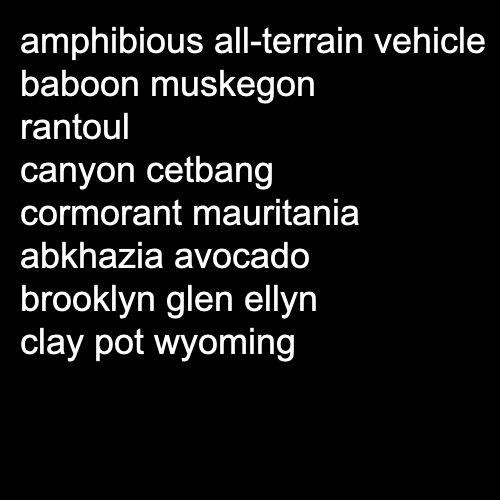 amphibious all-terrain vehicle
baboon muskegon
rantoul
canyon cetbang
cormorant mauritania
abkhazia avocado
brooklyn glen ellyn
clay pot wyoming